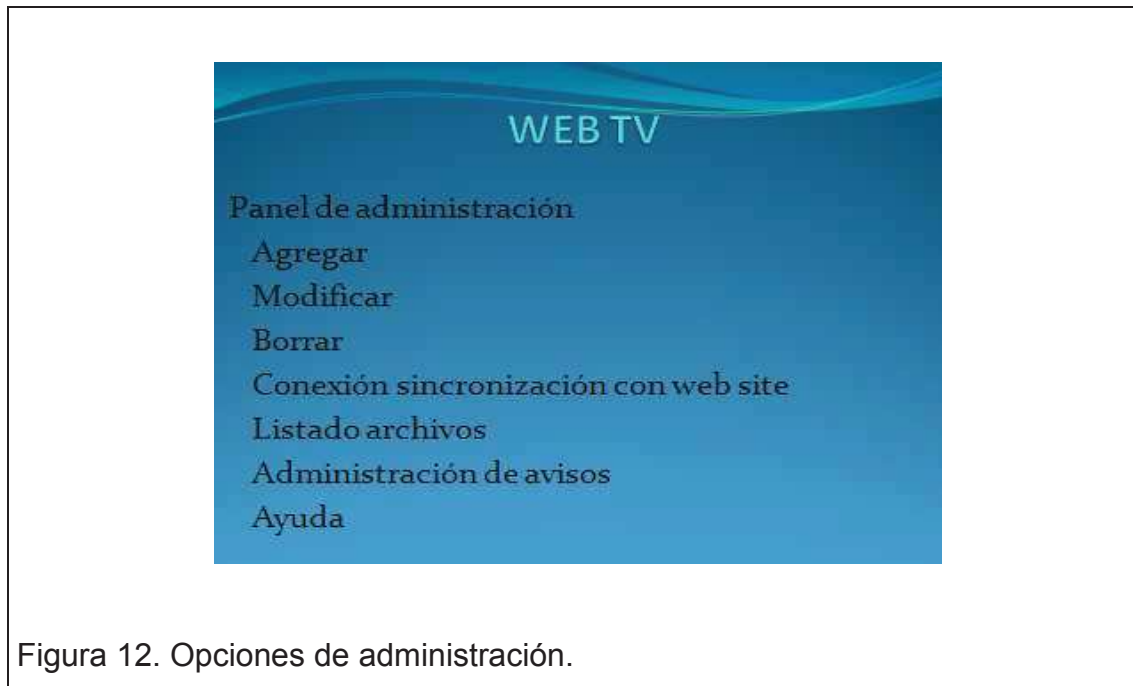 WEB TV
Panel de administración
Agregar
Modificar
Borrar
Conexión sincronización con web site
Listado archivos
Administración de avisos
Ayuda
Figura 12. Opciones de administración.